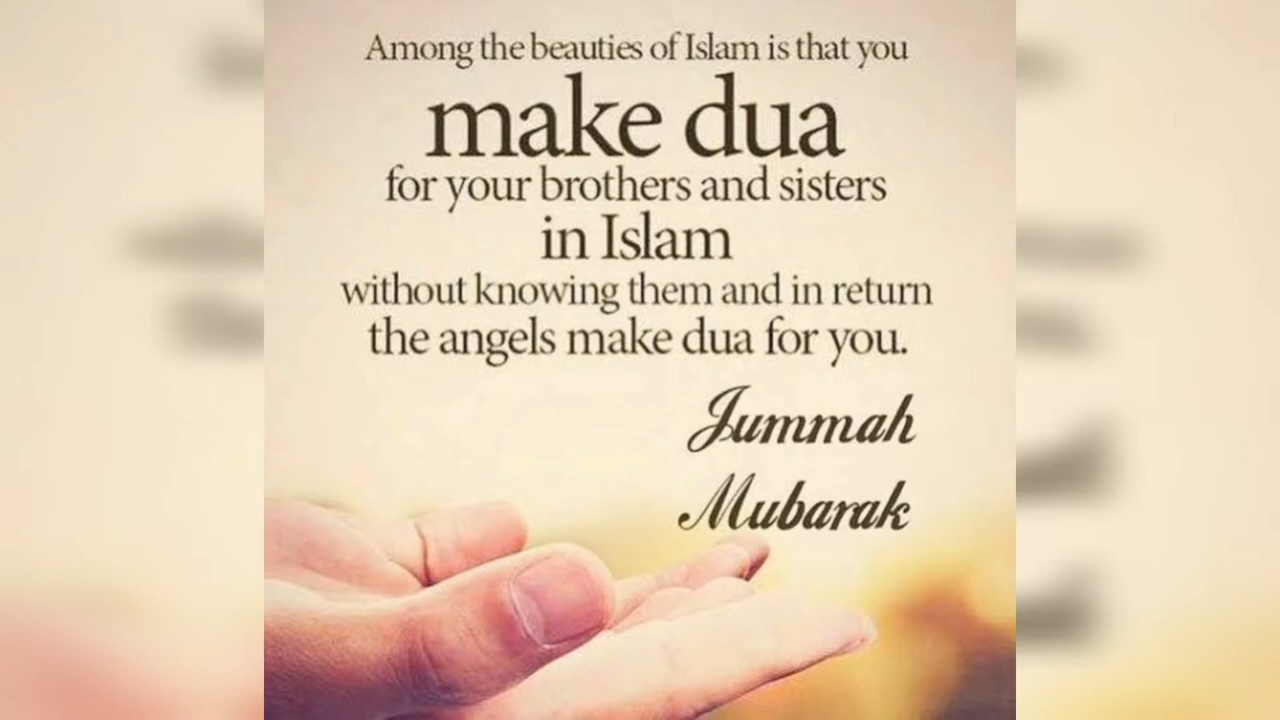 Among the beauties of Islam is that you
make dua
for your brothers and sisters
in Islam
without knowing them and in return
the angels make dua for you.
Jummah
Mubarak